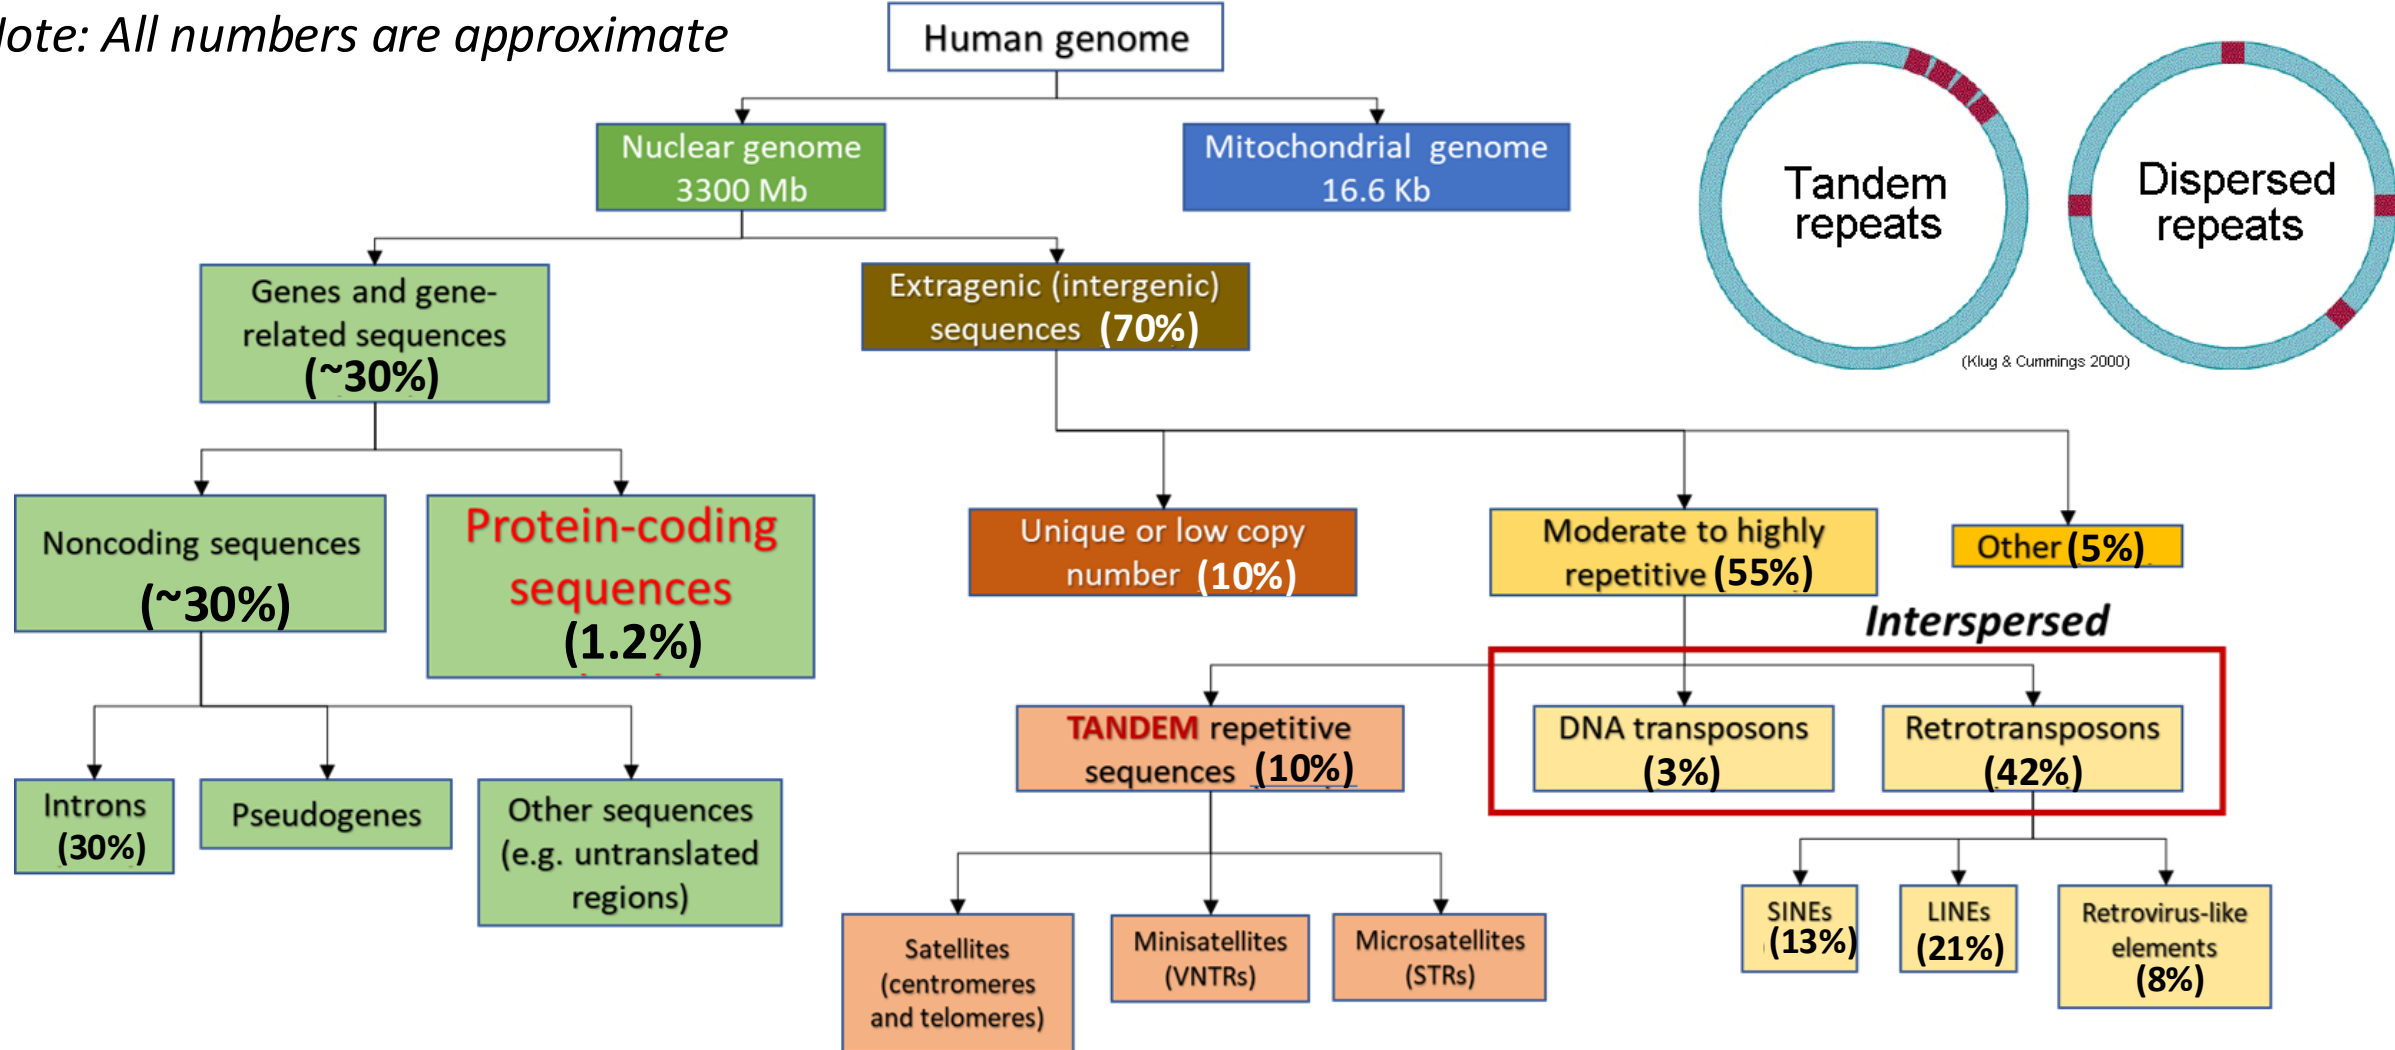 ote: All numbers are approximate
Human genome
Nuclear genome
3300 Mb
Mitochondrial genome
16.6 Kb
Tandem
repeats
Dispersed
repeats
(Klug & Cummings 2000)
Genes and gene-
related sequences
(~30%)
Extragenic (intergenic)
sequences (70%)
Noncoding sequences
(~30%)
Protein-coding
sequences
(1.2%)
Unique or low copy
number (10%)
Moderate to highly
repetitive (55%)
Other (5%)
Interspersed
TANDEM repetitive
sequences (10%)
DNA transposons
(3%)
Retrotransposons
(42%)
Introns
(30%)
Pseudogenes
Other sequences
(e.g. untranslated
regions)
Satellites
(centromeres
and telomeres)
Minisatellites
(VNTRs)
Microsatellites
(STRs)
SINEs
(13%)
LINEs
(21%)
Retrovirus-like
elements
(8%)